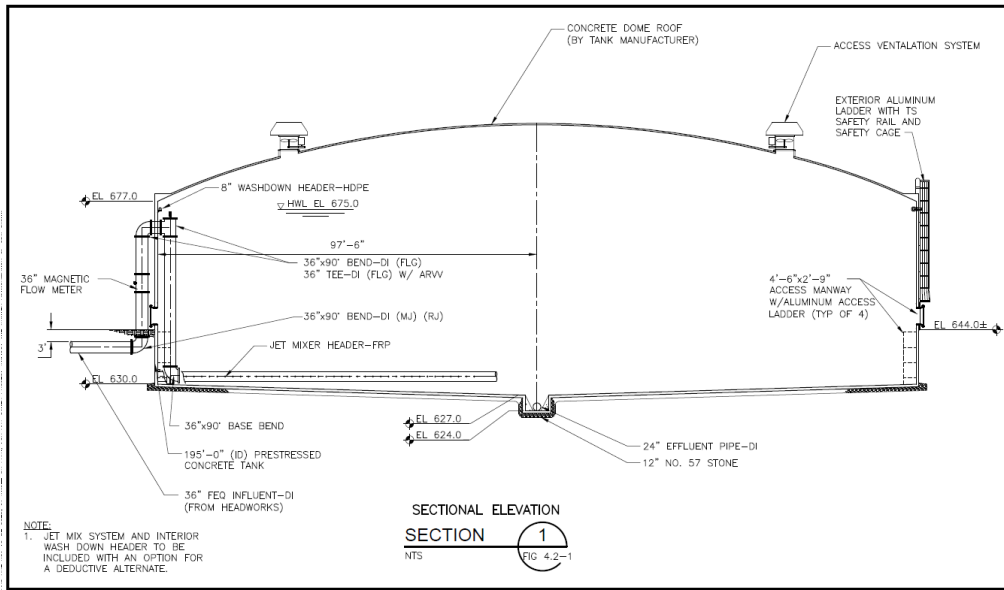 CONCRETE DOME ROOF
(BY TANK MANUFACTURER)
ACCESS VENTALATION SYSTEM
EXTERIOR ALUMINUM
LADDER WITH TS
SAFETY RAIL AND
SAFETY CAGE
EL 677.0
8" WASHDOWN HEADER-HDPE
HWL EL 675.0
97'-6"
36"x90° BEND-DI (FLG)
36" TEE-DI (FLG) W/ ARVV
36" MAGNETIC
FLOW METER
4'-6"x2'-9"
ACCESS MANWAY
W/ALUMINUM ACCESS
LADDER (TYP OF 4)
36"x90° BEND-DI (MJ) (RJ)
EL 644.0±
3'
JET MIXER HEADER-FRP
EL 630.0
EL 627.0
EL 624.0
36"x90° BASE BEND
24" EFFLUENT PIPE-DI
12" NO. 57 STONE
195'-0" (ID) PRESTRESSED
CONCRETE TANK
36" FEQ INFLUENT-DI
(FROM HEADWORKS)
NOTE:
1. JET MIX SYSTEM AND INTERIOR
WASH DOWN HEADER TO BE
INCLUDED WITH AN OPTION FOR
A DEDUCTIVE ALTERNATE.
SECTIONAL ELEVATION
SECTION 1
NTS FIG 4.2-1